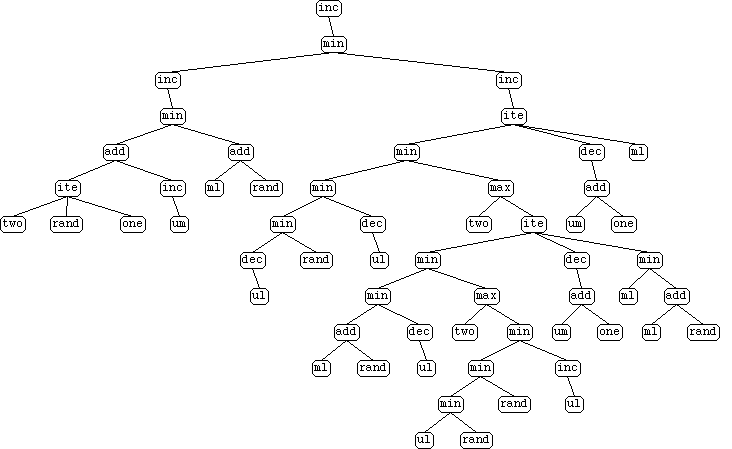 inc
min
inc inc
min ite
add add min dec ml
ite inc ml rand min max add
two rand one um min dec two ite um one
dec rand ul min dec min
ul min max add ml add
add dec two min um one ml rand
ml rand ul min inc
min rand ul
ul rand